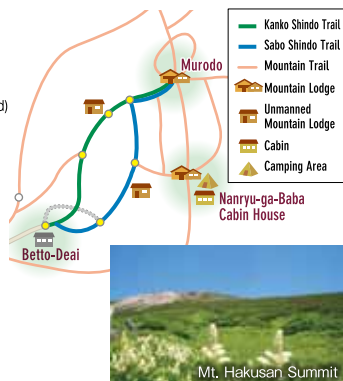 Kanko Shindo Trail
Sabo Shindo Trail
Mountain Trail
Mountain Lodge
Unmanned
Mountain Lodge
Cabin
Camping Area
Murodo
d)
Nanryu-ga-Baba
Cabin House
Betto-Deai
Mt. Hakusan Summit